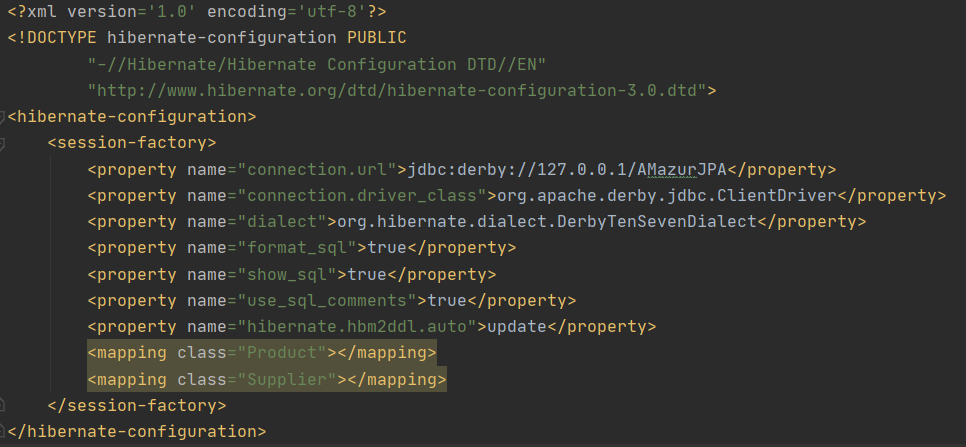 <?xml version='1.0' encoding='utf-8'?>
<!DOCTYPE hibernate-configuration PUBLIC
        "-//Hibernate/Hibernate Configuration DTD//EN"
        "http://www.hibernate.org/dtd/hibernate-configuration-3.0.dtd">
<hibernate-configuration>
    <session-factory>
        <property name="connection.url">jdbc:derby://127.0.0.1/AMazurJPA</property>
        <property name="connection.driver_class">org.apache.derby.jdbc.ClientDriver</property>
        <property name="dialect">org.hibernate.dialect.DerbyTenSevenDialect</property>
        <property name="format_sql">true</property>
        <property name="show_sql">true</property>
        <property name="use_sql_comments">true</property>
        <property name="hibernate.hbm2ddl.auto">update</property>
        <mapping class="Product"></mapping>
        <mapping class="Supplier"></mapping>
    </session-factory>
</hibernate-configuration>